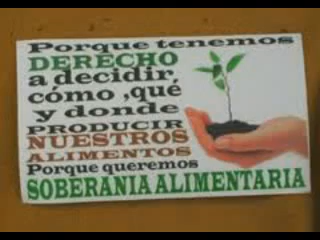 Porque tenemos
DERECHO
a decidir,
cómo ,qué
y donde
PRODUCIR
NUESTROS
ALIMENTOS
Porque queremos
SOBERANIA ALIMENTARIA